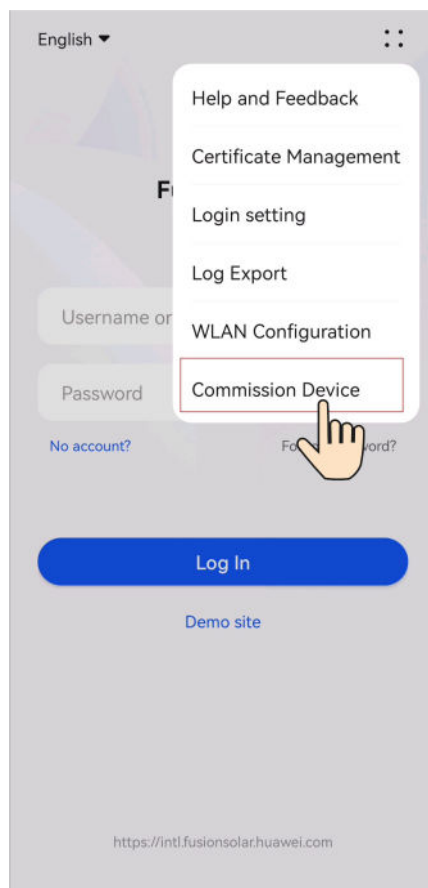 English
Help and Feedback
Certificate Management
Login setting
Log Export
Username or
WLAN Configuration
Password
Commission Device
No account?
Log In
Demo site
https://intl.fusionsolar.huawei.com